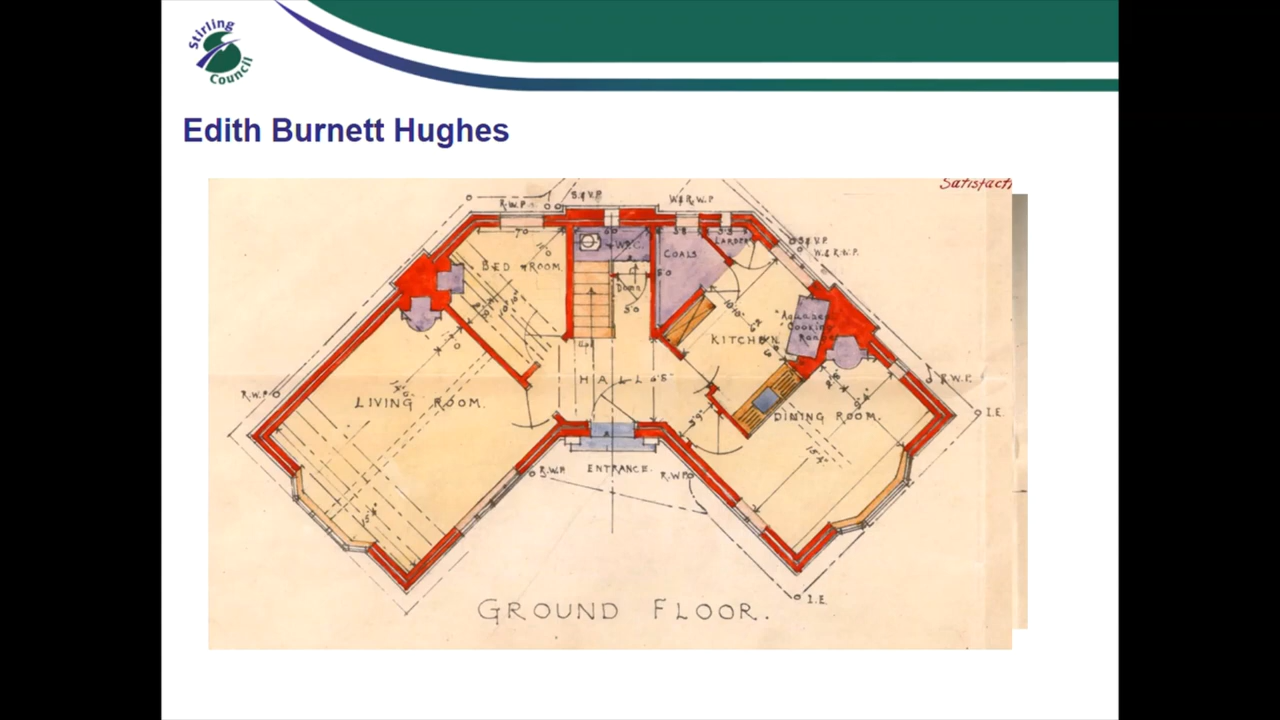 Stirling
Council
Edith Burnett Hughes
Satisfact
S&V.P.
R.W.P.
W&R.W.P.
W.C.
BED ROOM.
COALS
LARDER
S&V.P.
W&R.W.P.
Down
KITCHEN
Cooking
HALL
R.W.P.
R.W.P.
LIVING ROOM.
DINING ROOM.
I.E.
ENTRANCE.
R.W.P.
R.W.P.
I.E.
GROUND FLOOR.